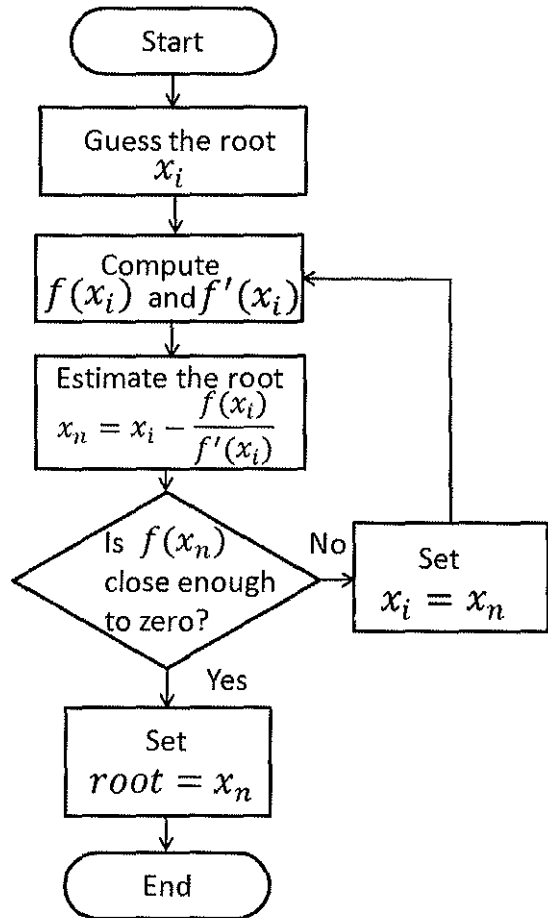 Start
Guess the root
x_i
Compute
f(x_i) and f'(x_i)
Estimate the root
x_n = x_i - f(x_i)/f'(x_i)
Is f(x_n)
close enough
to zero?
No
Set
x_i = x_n
Yes
Set
root = x_n
End